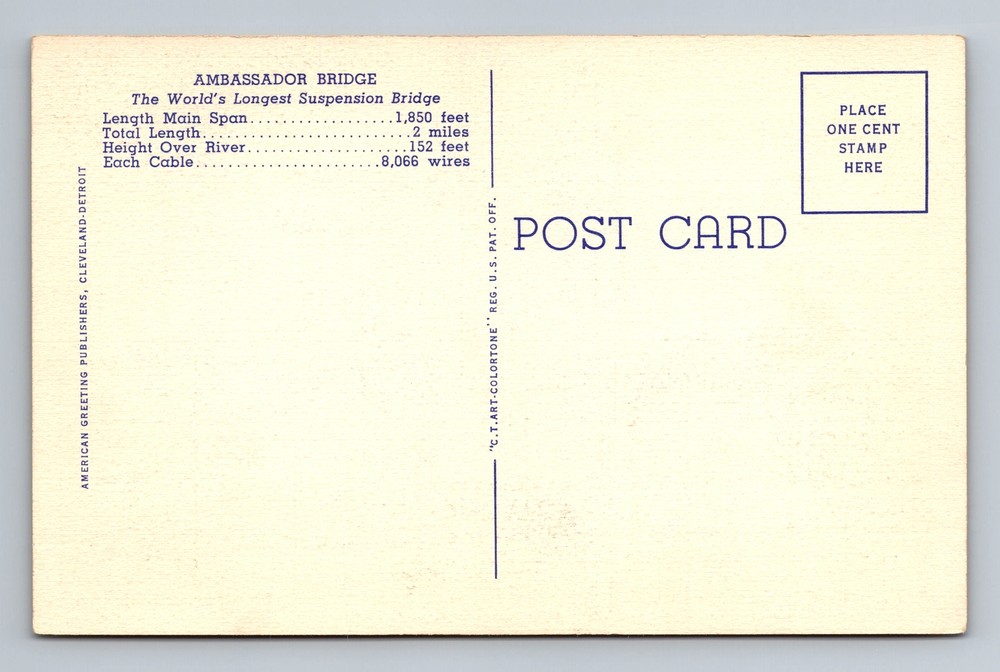 AMBASSADOR BRIDGE
The World's Longest Suspension Bridge
Length Main Span..................1,850 feet
Total Length..........................2 miles
Height Over River....................152 feet
Each Cable.......................8,066 wires
AMERICAN GREETING PUBLISHERS, CLEVELAND-DETROIT
"C.T.ART-COLORTONE" REG. U.S. PAT. OFF.
POST CARD
PLACE
ONE CENT
STAMP
HERE